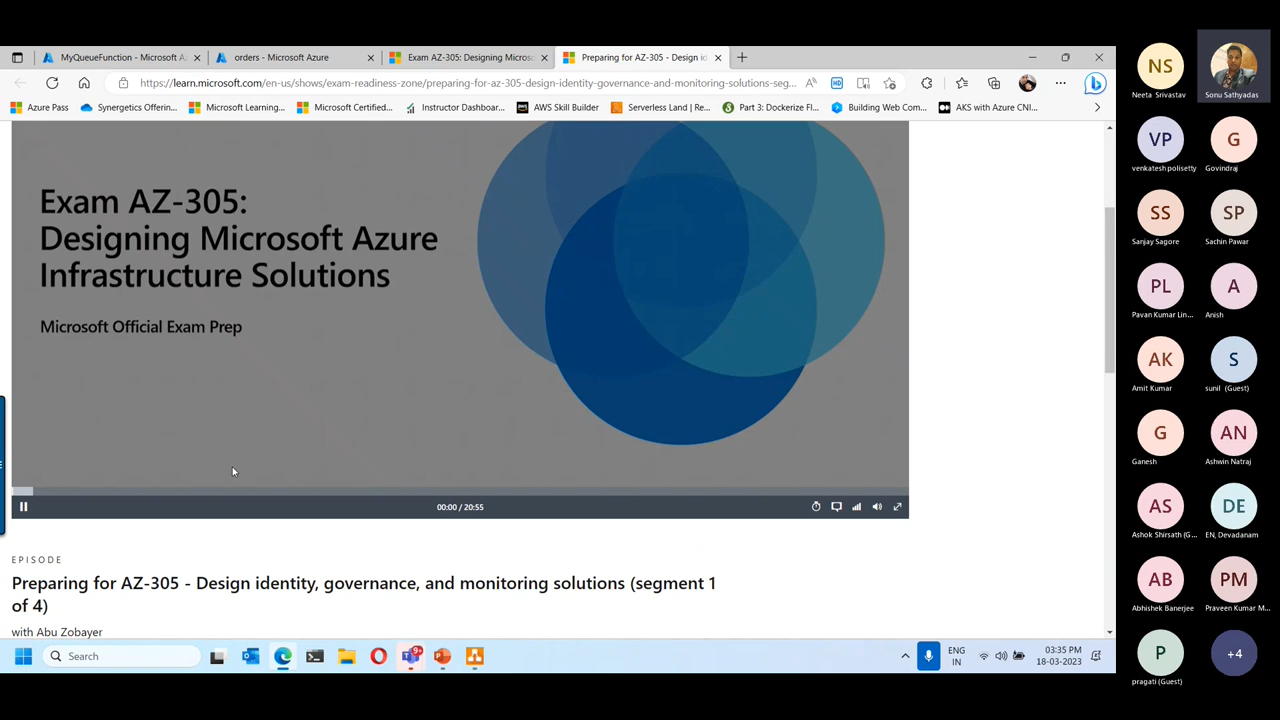 MyQueueFunction - Microsoft A
orders - Microsoft Azure
Exam AZ-305: Designing Microso
Preparing for AZ-305 - Design id
https://learn.microsoft.com/en-us/shows/exam-readiness-zone/preparing-for-az-305-design-identity-governance-and-monitoring-solutions-seg...
Azure Pass
Synergetics Offering...
Microsoft Learning...
Microsoft Certified...
Instructor Dashboar...
AWS Skill Builder
Serverless Land | Re...
Part 3: Dockerize Fl...
Building Web Com...
AKS with Azure CNI...
Exam AZ-305:
Designing Microsoft Azure
Infrastructure Solutions
Microsoft Official Exam Prep
00:00 / 20:55
EPISODE
Preparing for AZ-305 - Design identity, governance, and monitoring solutions (segment 1
of 4)
with Abu Zobayer
Search
9+
ENG
IN
03:35 PM
18-03-2023
NS
Neeta Srivastav
Sonu Sathyadas
VP
venkatesh polisetty
G
Govindraj
SS
Sanjay Sagore
SP
Sachin Pawar
PL
Pavan Kumar Lin...
A
Anish
AK
Amit Kumar
S
sunil (Guest)
G
Ganesh
AN
Ashwin Natraj
AS
Ashok Shirsath (G...
DE
EN, Devadanam
AB
Abhishek Banerjee
PM
Praveen Kumar M...
P
pragati (Guest)
+4